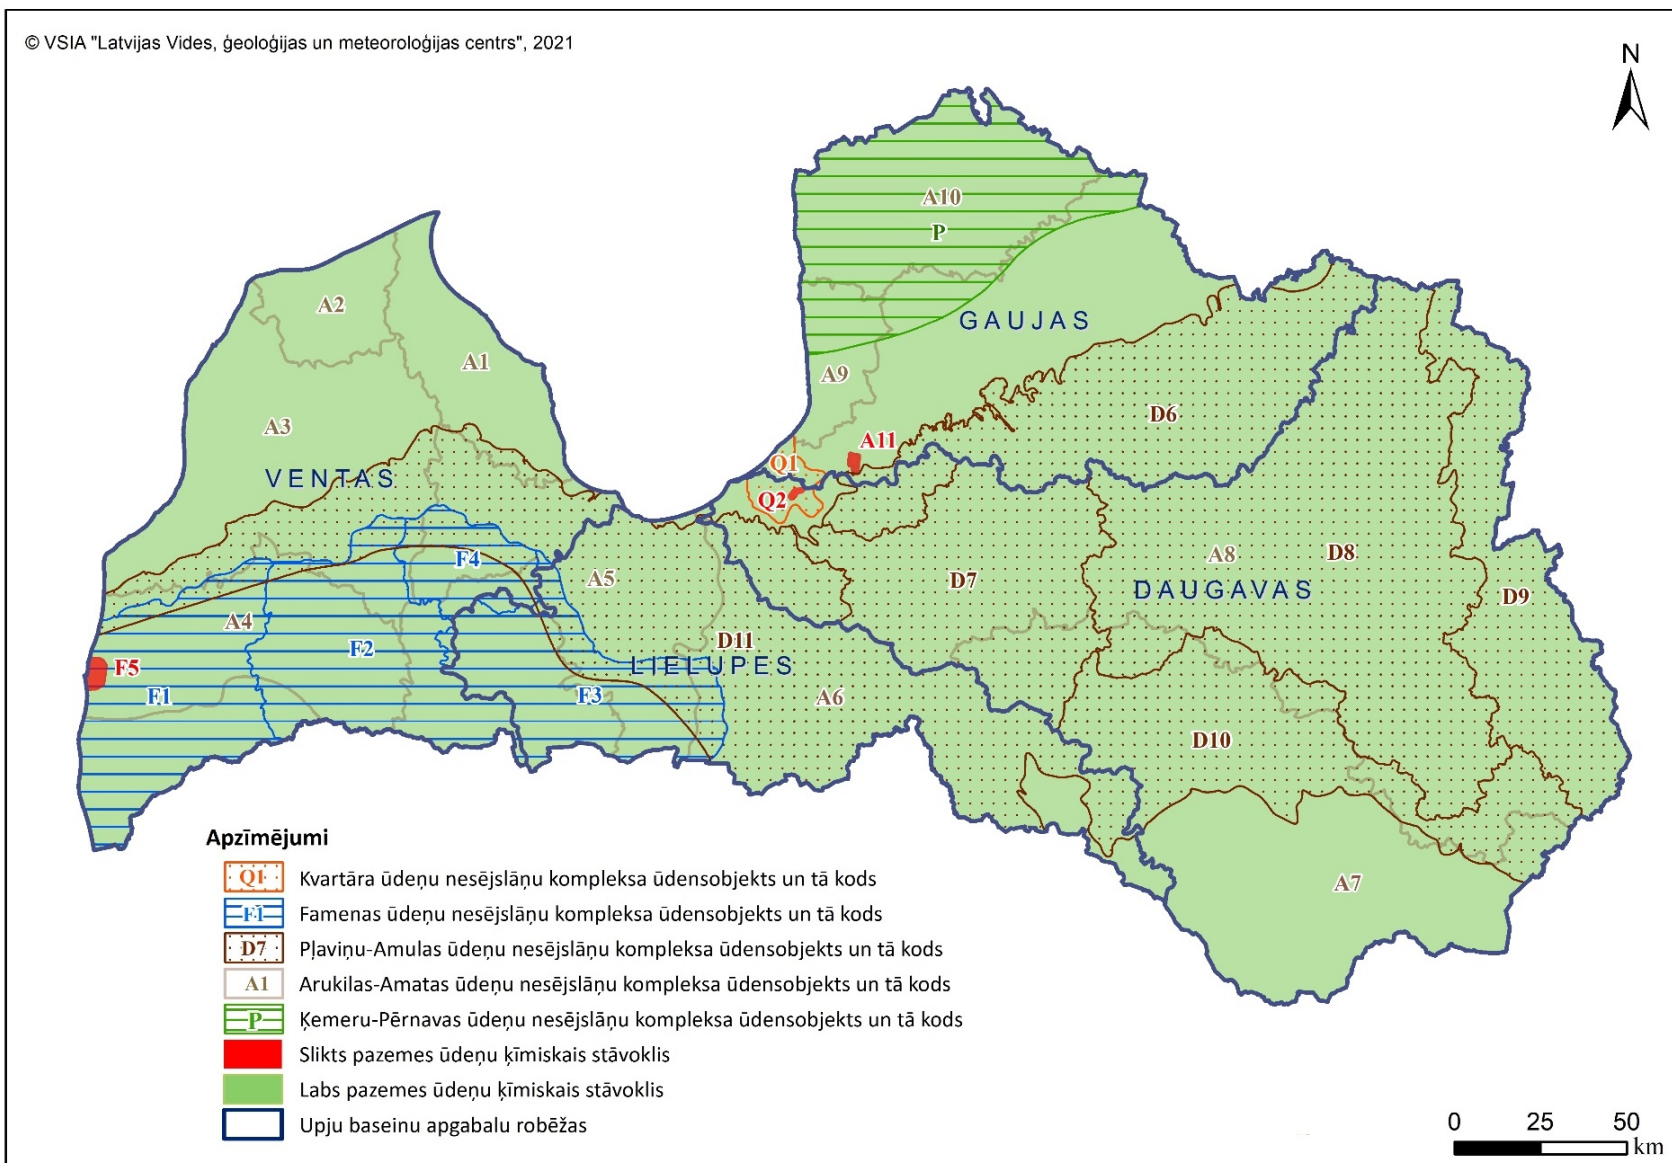 © VSIA "Latvijas Vides, ģeoloģijas un meteoroloģijas centrs", 2021
N
A10
P
A2
GAUJAS
A1
A9
D6
A3
A11
Q1
VENTAS
Q2
F4
A8
D8
A5
D7
DAUGAVAS
D9
A4
F2
D11
F5
LIELUPES
F1
F3
A6
D10
A7
Apzīmējumi
Q1 Kvartāra ūdeņu nesējslāņu kompleksa ūdensobjekts un tā kods
F1 Famenas ūdeņu nesējslāņu kompleksa ūdensobjekts un tā kods
D7 Pļaviņu-Amulas ūdeņu nesējslāņu kompleksa ūdensobjekts un tā kods
A1 Arukilas-Amatas ūdeņu nesējslāņu kompleksa ūdensobjekts un tā kods
P Ķemeru-Pērnavas ūdeņu nesējslāņu kompleksa ūdensobjekts un tā kods
Slikts pazemes ūdeņu ķīmiskais stāvoklis
Labs pazemes ūdeņu ķīmiskais stāvoklis
Upju baseinu apgabalu robēžas
0 25 50
km